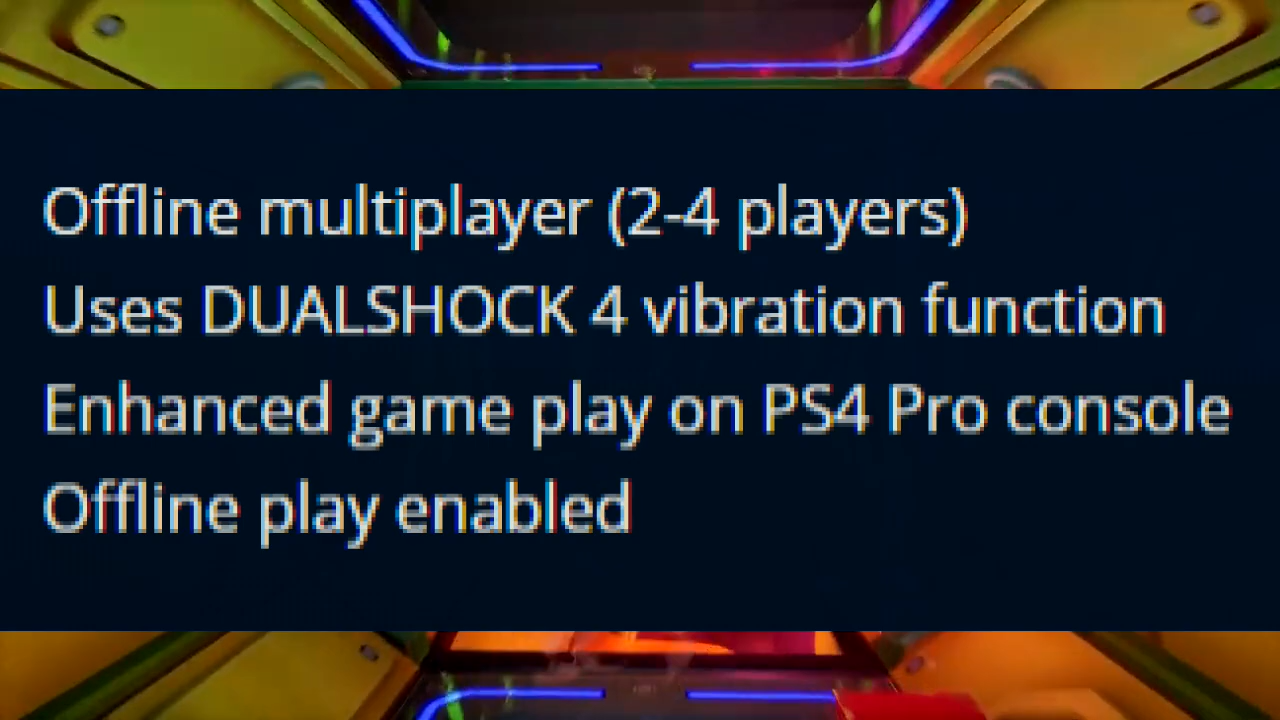 Offline multiplayer (2-4 players)
Uses DUALSHOCK 4 vibration function
Enhanced game play on PS4 Pro console
Offline play enabled